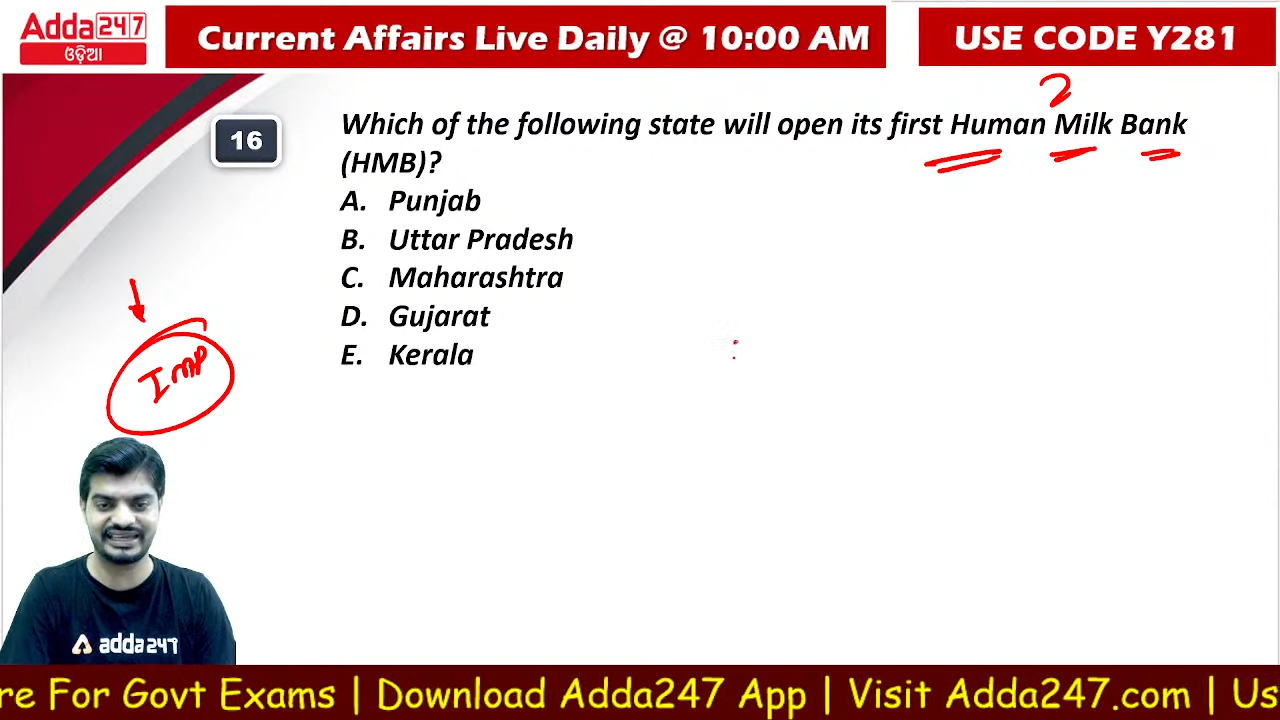 Adda247
ଓଡ଼ିଆ
Current Affairs Live Daily @ 10:00 AM
USE CODE Y281
2
16
Which of the following state will open its first Human Milk Bank
(HMB)?
A. Punjab
B. Uttar Pradesh
C. Maharashtra
D. Gujarat
E. Kerala
Imp
adda247
re For Govt Exams | Download Adda247 App | Visit Adda247.com | Us